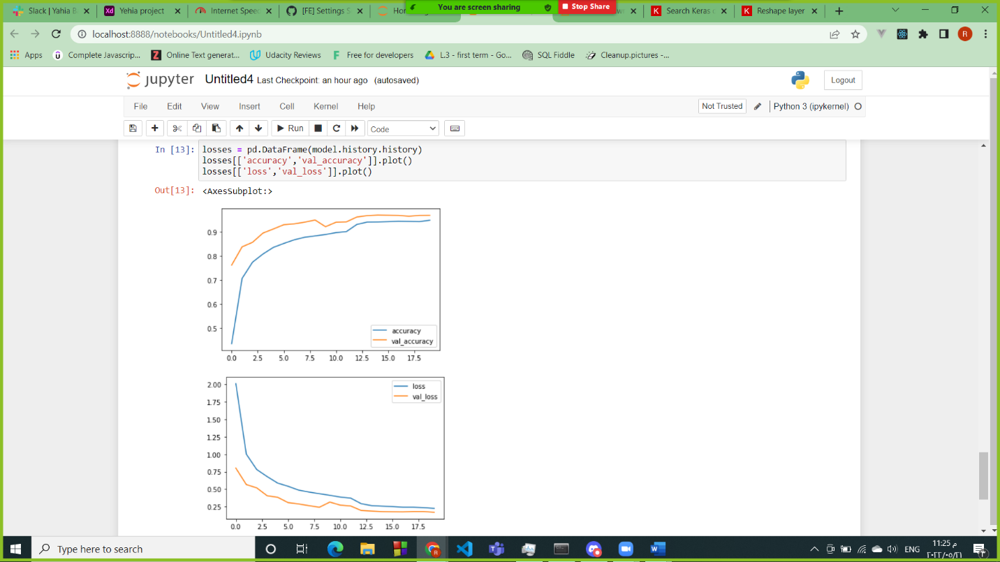 Slack | Yahia B
Yehia project
Internet Speed
[FE] Settings S
Hom
You are screen sharing
Stop Share
Search Keras d
Reshape layer
localhost:8888/notebooks/Untitled4.ipynb
R
Apps
Complete Javascrip...
Online Text generat...
Udacity Reviews
Free for developers
L.3 - first term - Go...
SQL Fiddle
Cleanup.pictures -...
jupyter
Untitled4 Last Checkpoint: an hour ago (autosaved)
Logout
File Edit View Insert Cell Kernel Help
Not Trusted
Python 3 (ipykernel)
Run
Code
In [13]:
losses = pd.DataFrame(model.history.history)
losses[['accuracy','val_accuracy']].plot()
losses[['loss','val_loss']].plot()
Out[13]: <AxesSubplot:>
0.9
0.8
0.7
0.6
0.5
accuracy
val_accuracy
0.0 2.5 5.0 7.5 10.0 12.5 15.0 17.5
2.00
1.75
1.50
1.25
1.00
0.75
0.50
0.25
loss
val_loss
0.0 2.5 5.0 7.5 10.0 12.5 15.0 17.5
Type here to search
ENG
11:25 م